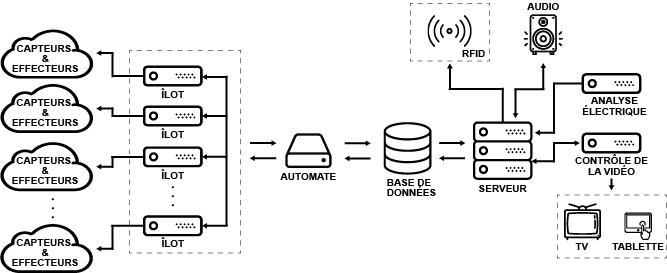 CAPTEURS
&
EFFECTEURS
ÎLOT
CAPTEURS
&
EFFECTEURS
ÎLOT
CAPTEURS
&
EFFECTEURS
ÎLOT
CAPTEURS
&
EFFECTEURS
ÎLOT
AUTOMATE
BASE DE
DONNÉES
SERVEUR
RFID
AUDIO
ANALYSE
ÉLECTRIQUE
CONTRÔLE DE
LA VIDÉO
TV
TABLETTE